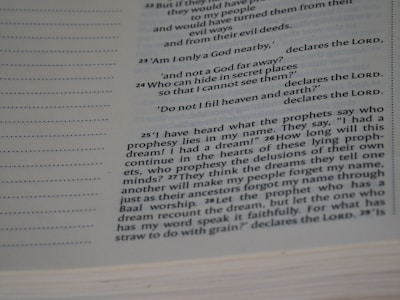 22 But if they
they would have
to my people
and would have turned them from their
evil ways
and from their evil deeds.
23 'Am I only a God nearby,' declares the LORD,
'and not a God far away?
24 Who can hide in secret places
so that I cannot see them?'
declares the LORD.
'Do not I fill heaven and earth?'
declares the LORD.
25 'I have heard what the prophets say who
prophesy lies in my name. They say, "I had a
dream! I had a dream!" 26 How long will this
continue in the hearts of these lying proph-
ets, who prophesy the delusions of their own
minds? 27 They think the dreams they tell one
another will make my people forget my name,
just as their ancestors forgot my name through
Baal worship. 28 Let the prophet who has a
dream recount the dream, but let the one who
has my word speak it faithfully. For what has
straw to do with grain?' declares the LORD. 29 'Is